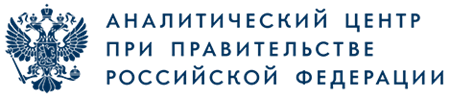 АНАЛИТИЧЕСКИЙ ЦЕНТР
ПРИ ПРАВИТЕЛЬСТВЕ
РОССИЙСКОЙ ФЕДЕРАЦИИ